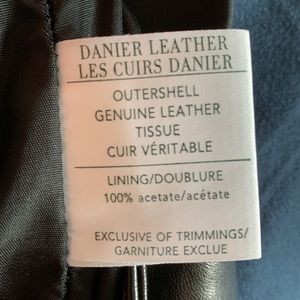 DANIER LEATHER
LES CUIRS DANIER
OUTERSHELL
GENUINE LEATHER
TISSUE
CUIR VÉRITABLE
LINING/DOUBLURE
100% acetate/acétate
EXCLUSIVE OF TRIMMINGS/
GARNITURE EXCLUE